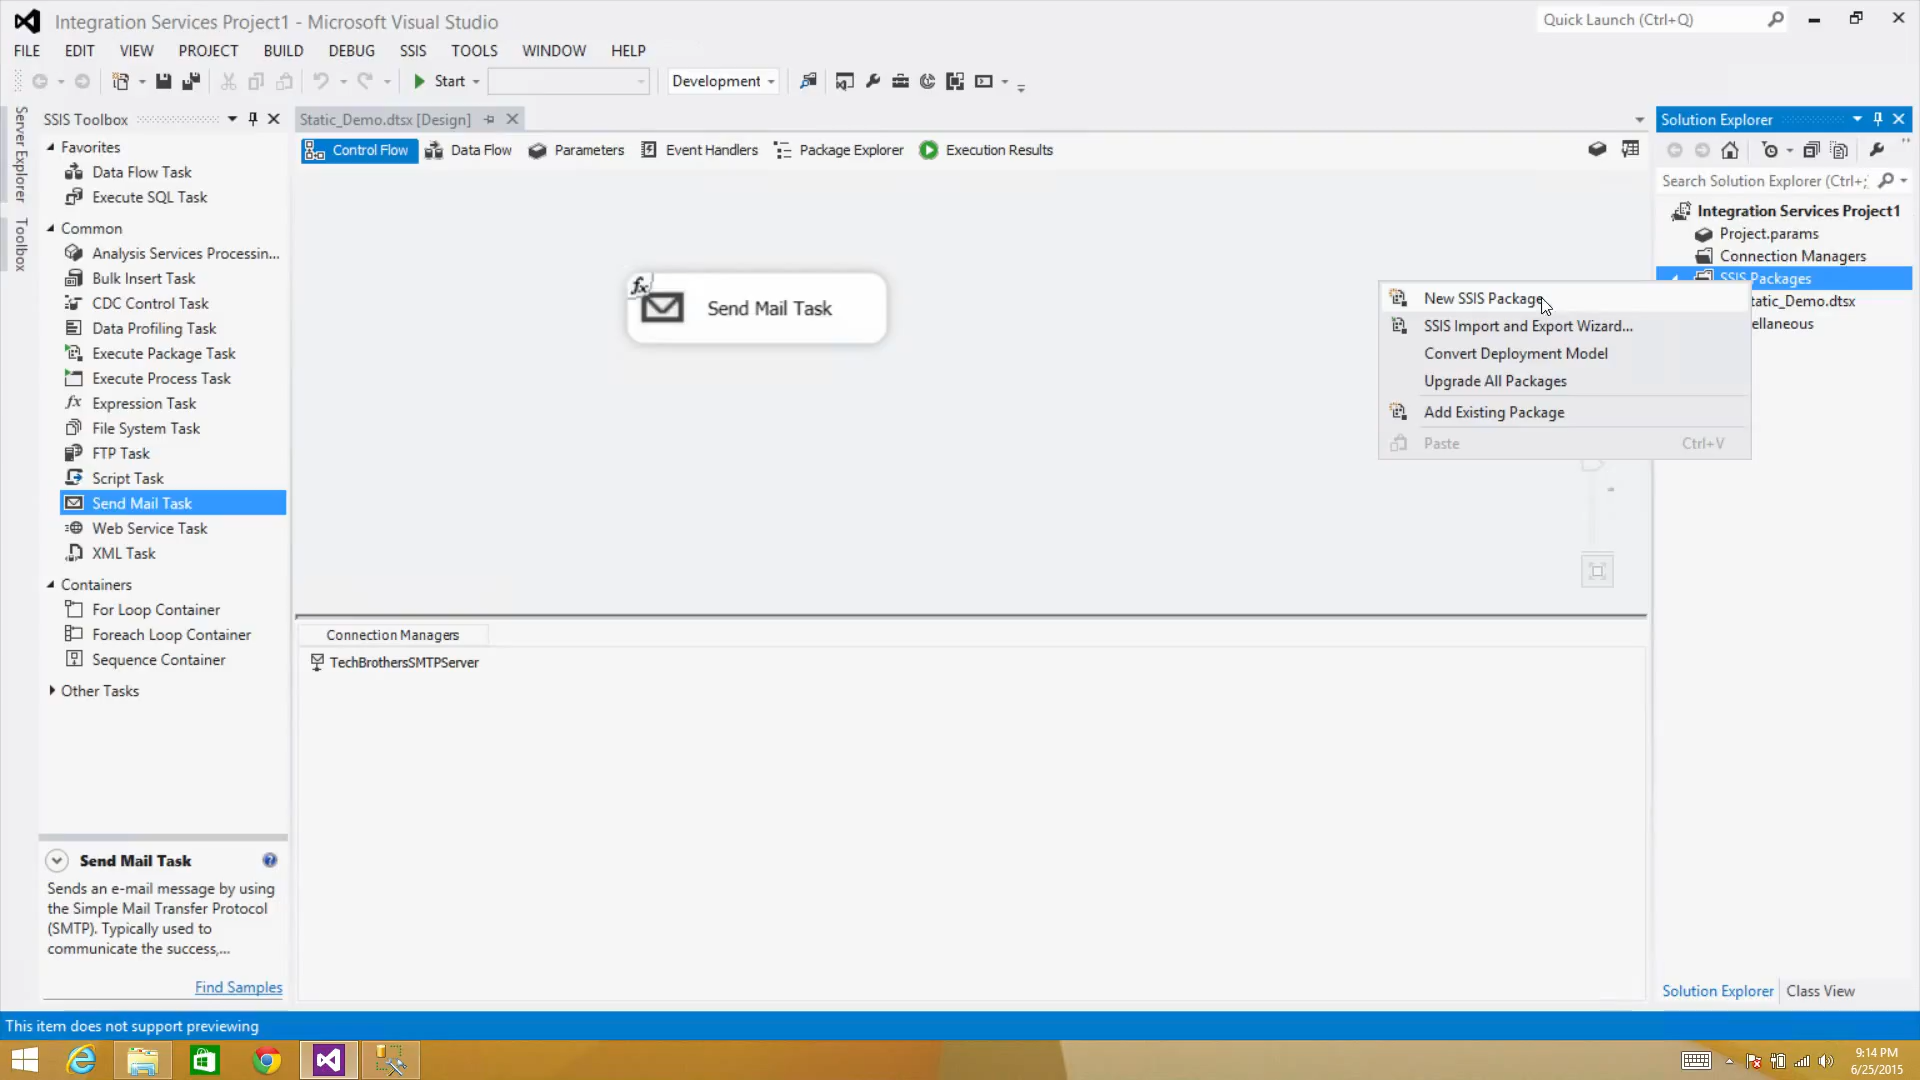 Integration Services Project1 - Microsoft Visual Studio
Quick Launch (Ctrl+Q)
FILE EDIT VIEW PROJECT BUILD DEBUG SSIS TOOLS WINDOW HELP
Start Development
Server Explorer
Toolbox
SSIS Toolbox
Favorites
Data Flow Task
Execute SQL Task
Common
Analysis Services Processin...
Bulk Insert Task
CDC Control Task
Data Profiling Task
Execute Package Task
Execute Process Task
Expression Task
File System Task
FTP Task
Script Task
Send Mail Task
Web Service Task
XML Task
Containers
For Loop Container
Foreach Loop Container
Sequence Container
Other Tasks
Send Mail Task
Sends an e-mail message by using
the Simple Mail Transfer Protocol
(SMTP). Typically used to
communicate the success,...
Find Samples
Static_Demo.dtsx [Design]
Control Flow Data Flow Parameters Event Handlers Package Explorer Execution Results
fx
Send Mail Task
Connection Managers
TechBrothersSMTPServer
Solution Explorer
Search Solution Explorer (Ctrl+;
Integration Services Project1
Project.params
Connection Managers
SSIS Packages
tatic_Demo.dtsx
ellaneous
New SSIS Package
SSIS Import and Export Wizard...
Convert Deployment Model
Upgrade All Packages
Add Existing Package
Paste Ctrl+V
Solution Explorer Class View
This item does not support previewing
9:14 PM
6/25/2015